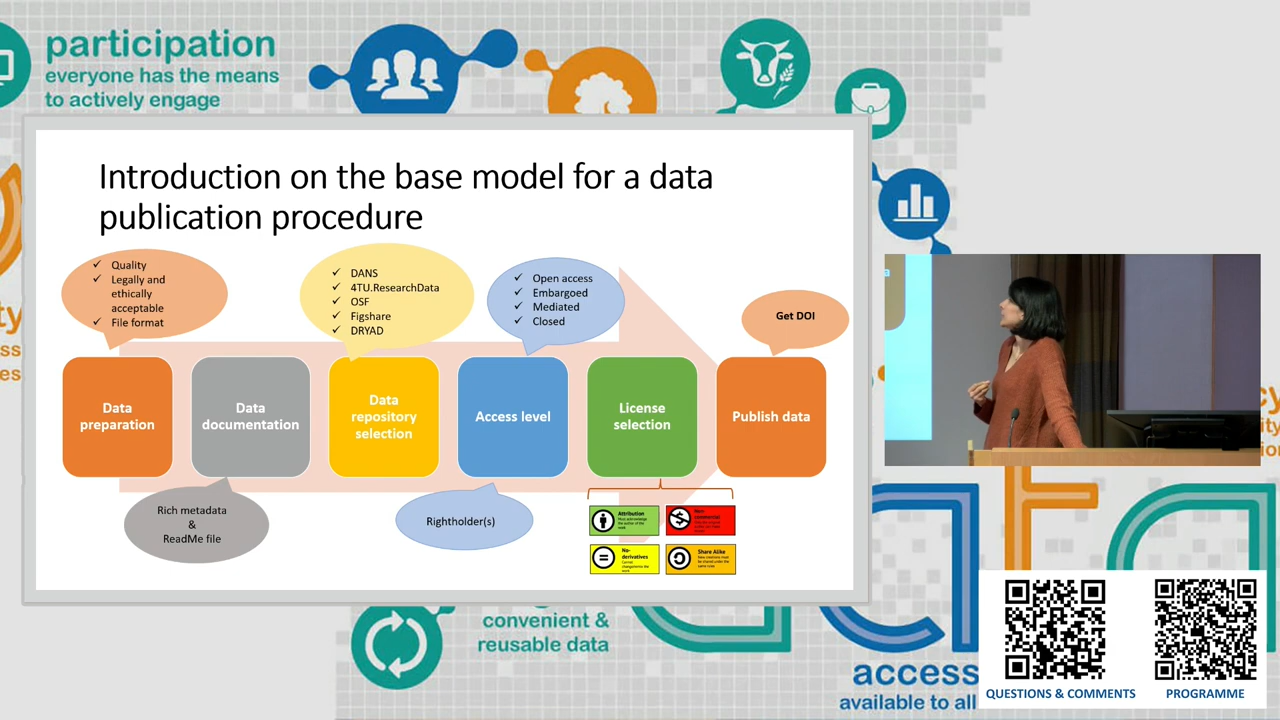 participation
everyone has the means
to actively engage
Introduction on the base model for a data
publication procedure
Quality
Legally and
ethically
acceptable
File format
DANS
4TU.ResearchData
OSF
Figshare
DRYAD
Open access
Embargoed
Mediated
Closed
Get DOI
Data
preparation
Data
documentation
Data
repository
selection
Access level
License
selection
Publish data
Rich metadata
&
ReadMe file
Rightholder(s)
Attribution
No-
derivatives
Share Alike
convenient &
reusable data
access
available to all
QUESTIONS & COMMENTS
PROGRAMME